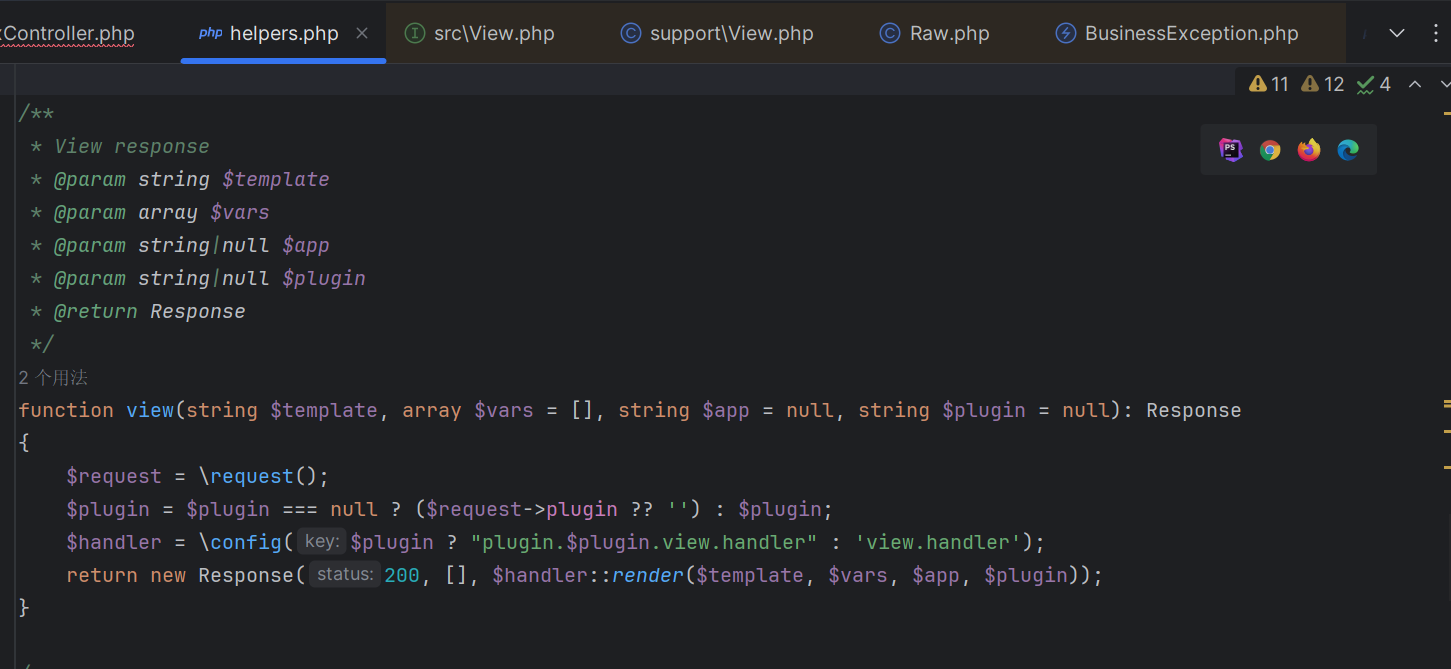 Controller.php php helpers.php src\View.php support\View.php Raw.php BusinessException.php
11 12 4
/**
* View response
PS
* @param string $template
* @param array $vars
* @param string|null $app
* @param string|null $plugin
* @return Response
*/
2 个用法
function view(string $template, array $vars = [], string $app = null, string $plugin = null): Response
{
$request = \request();
$plugin = $plugin === null ? ($request->plugin ?? '') : $plugin;
$handler = \config( key: $plugin ? "plugin.$plugin.view.handler" : 'view.handler');
return new Response( status: 200, [], $handler::render($template, $vars, $app, $plugin));
}